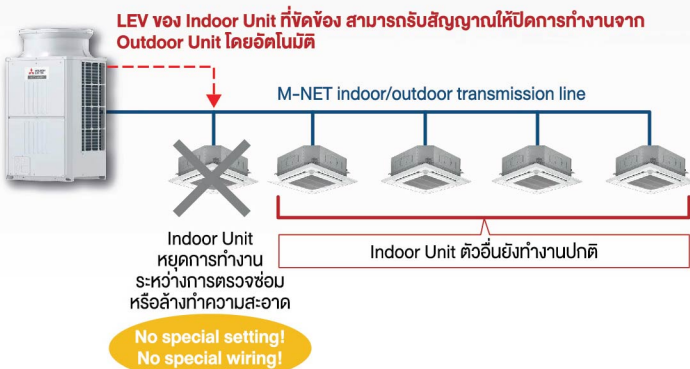 LEV ของ Indoor Unit ที่ขัดข้อง สามารถรับสัญญาณให้ปิดการทำงานจาก
Outdoor Unit โดยอัตโนมัติ
M-NET indoor/outdoor transmission line
Indoor Unit
หยุดการทำงาน
ระหว่างการตรวจซ่อม
หรือล้างทำความสะอาด
Indoor Unit ตัวอื่นยังทำงานปกติ
No special setting!
No special wiring!